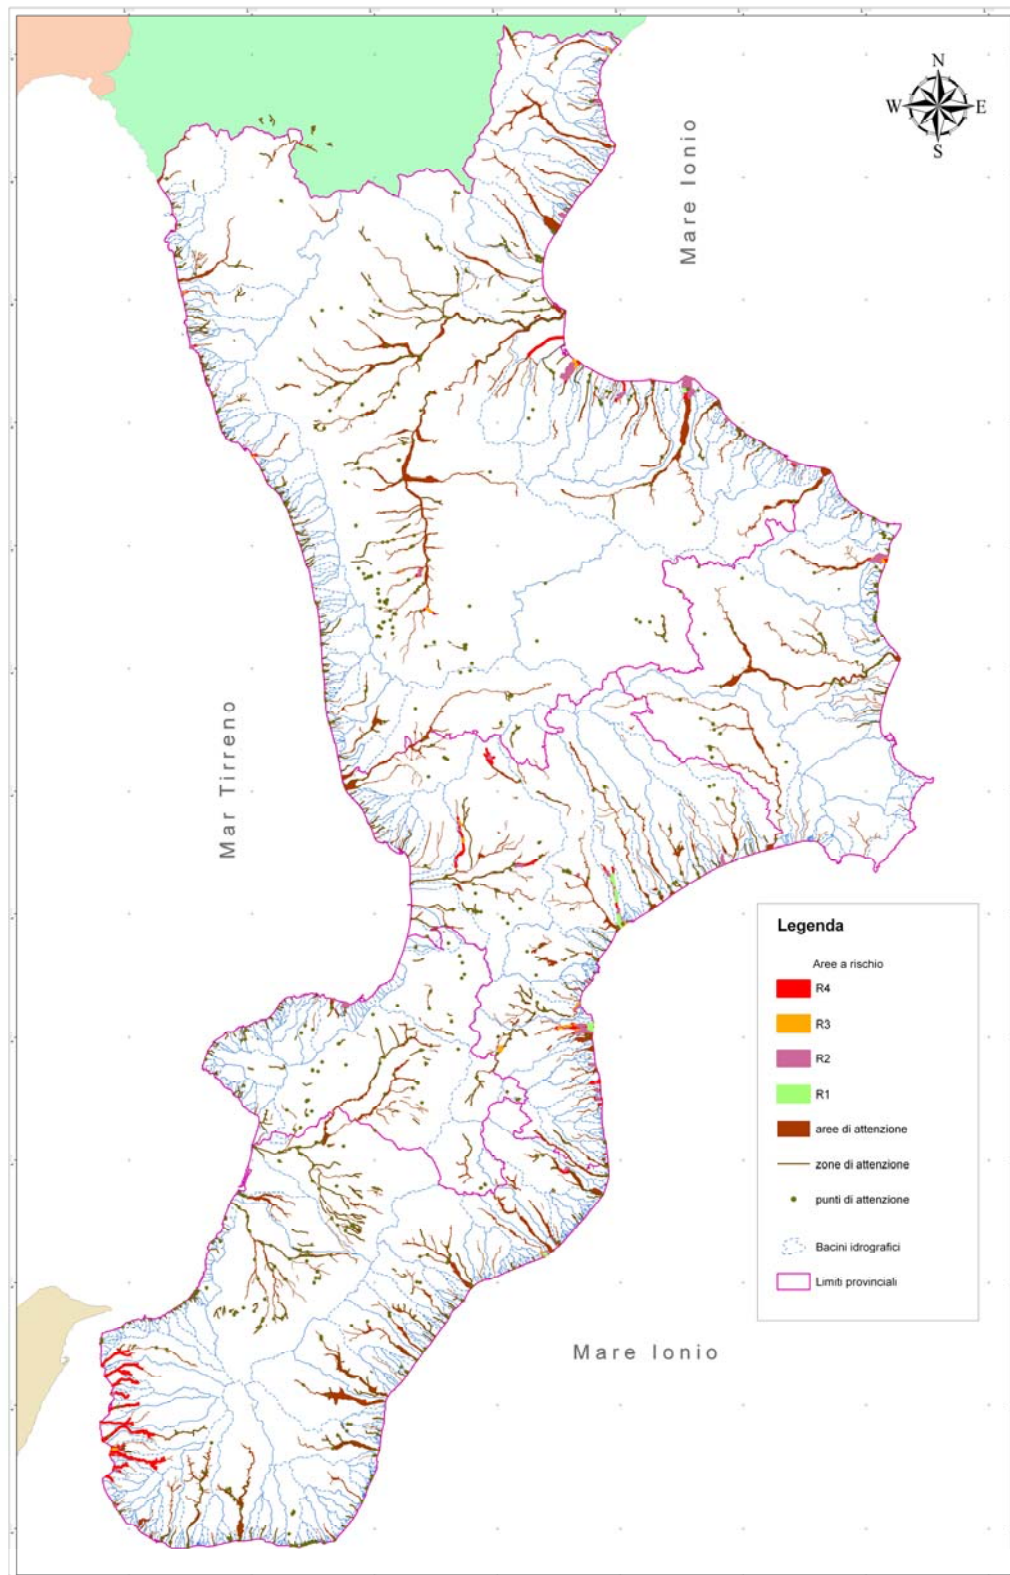 N
W E
S
Mare Ionio
Mar Tirreno
Mare Ionio
Legenda
Aree a rischio
R4
R3
R2
R1
aree di attenzione
zone di attenzione
punti di attenzione
Bacini idrografici
Limiti provinciali